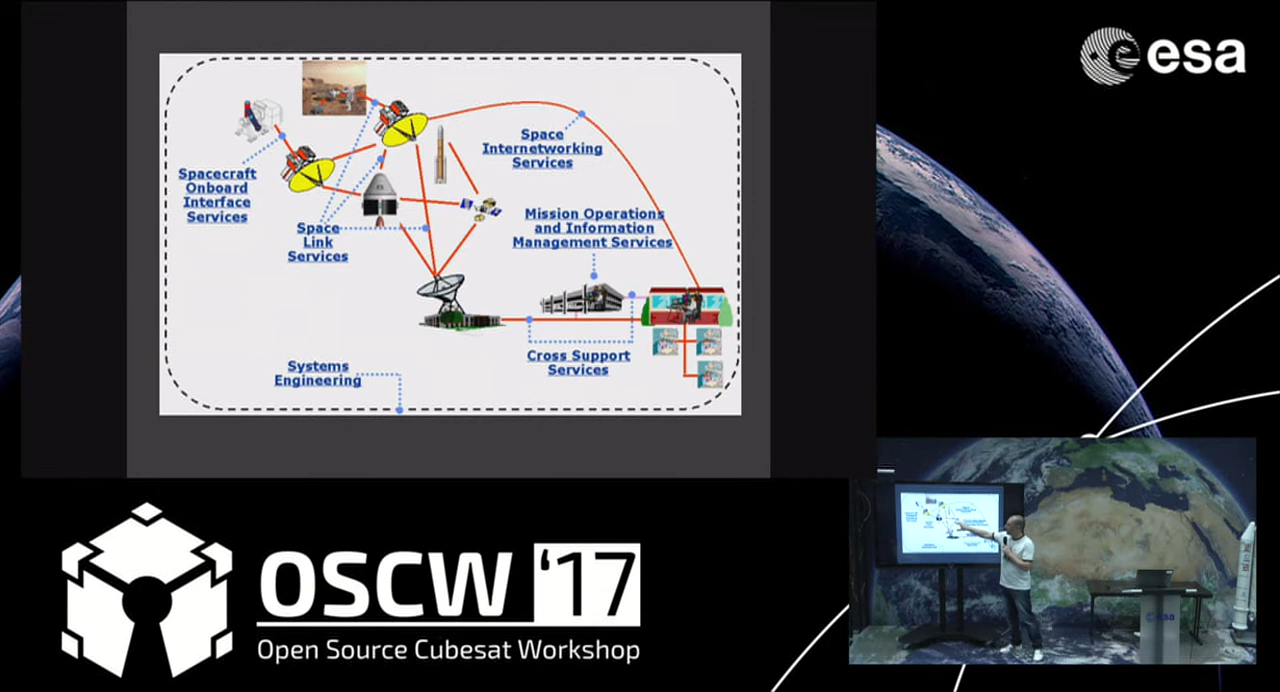 esa
Space
Internetworking
Services
Spacecraft
Onboard
Interface
Services
Space
Link
Services
Mission Operations
and Information
Management Services
Cross Support
Services
Systems
Engineering
OSCW '17
Open Source Cubesat Workshop
esa